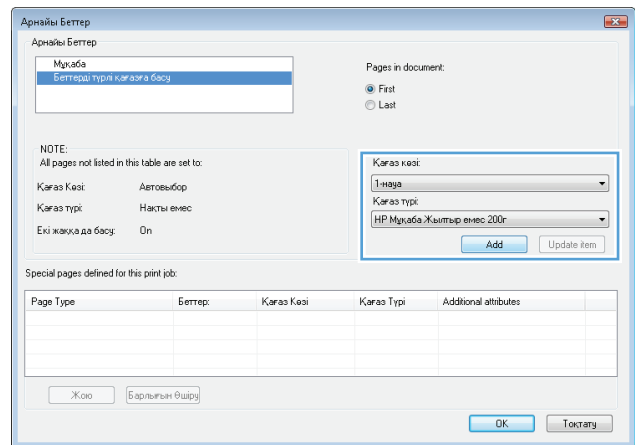 Арнайы Беттер
Арнайы Беттер
Мұқаба
Беттерді түрлі қағазға басу
Pages in document:
First
Last
NOTE:
All pages not listed in this table are set to:
Қағаз Көзі: Автовыбор
Қағаз түрі: Нақты емес
Екі жаққа да басу: On
Қағаз көзі:
1-науа
Қағаз түрі:
HP Мұқаба Жылтыр емес 200г
Add Update item
Special pages defined for this print job:
Page Type Беттер: Қағаз Көзі Қағаз Түрі Additional attributes
Жою Барлығын Өшіру
OK Тоқтату